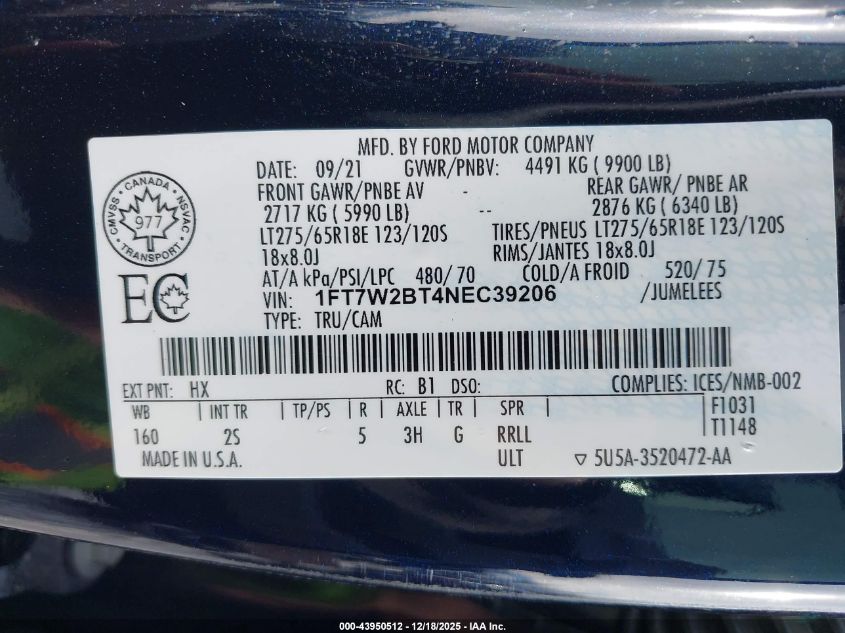 MFD. BY FORD MOTOR COMPANY
DATE: 09/21 GVWR/PNBV: 4491 KG ( 9900 LB)
FRONT GAWR/PNBE AV - REAR GAWR/ PNBE AR
2717 KG ( 5990 LB) -- 2876 KG ( 6340 LB)
LT275/65R18E 123/120S TIRES/PNEUS LT275/65R18E 123/120S
18x8.0J RIMS/JANTES 18x8.0J
AT/A kPa/PSI/LPC 480/ 70 COLD/A FROID 520/ 75
VIN: 1FT7W2BT4NEC39206 /JUMELEES
TYPE: TRU/CAM
CMVSS CANADA NSVAC
977
TRANSPORT
EC
EXT PNT: HX RC: B1 DSO: COMPLIES: ICES/NMB-002
WB INT TR TP/PS R AXLE TR SPR F1031
160 2S 5 3H G RRLL T1148
MADE IN U.S.A. ULT ▽ 5U5A-3520472-AA
000-43950512 - 12/18/2025 - IAA Inc.